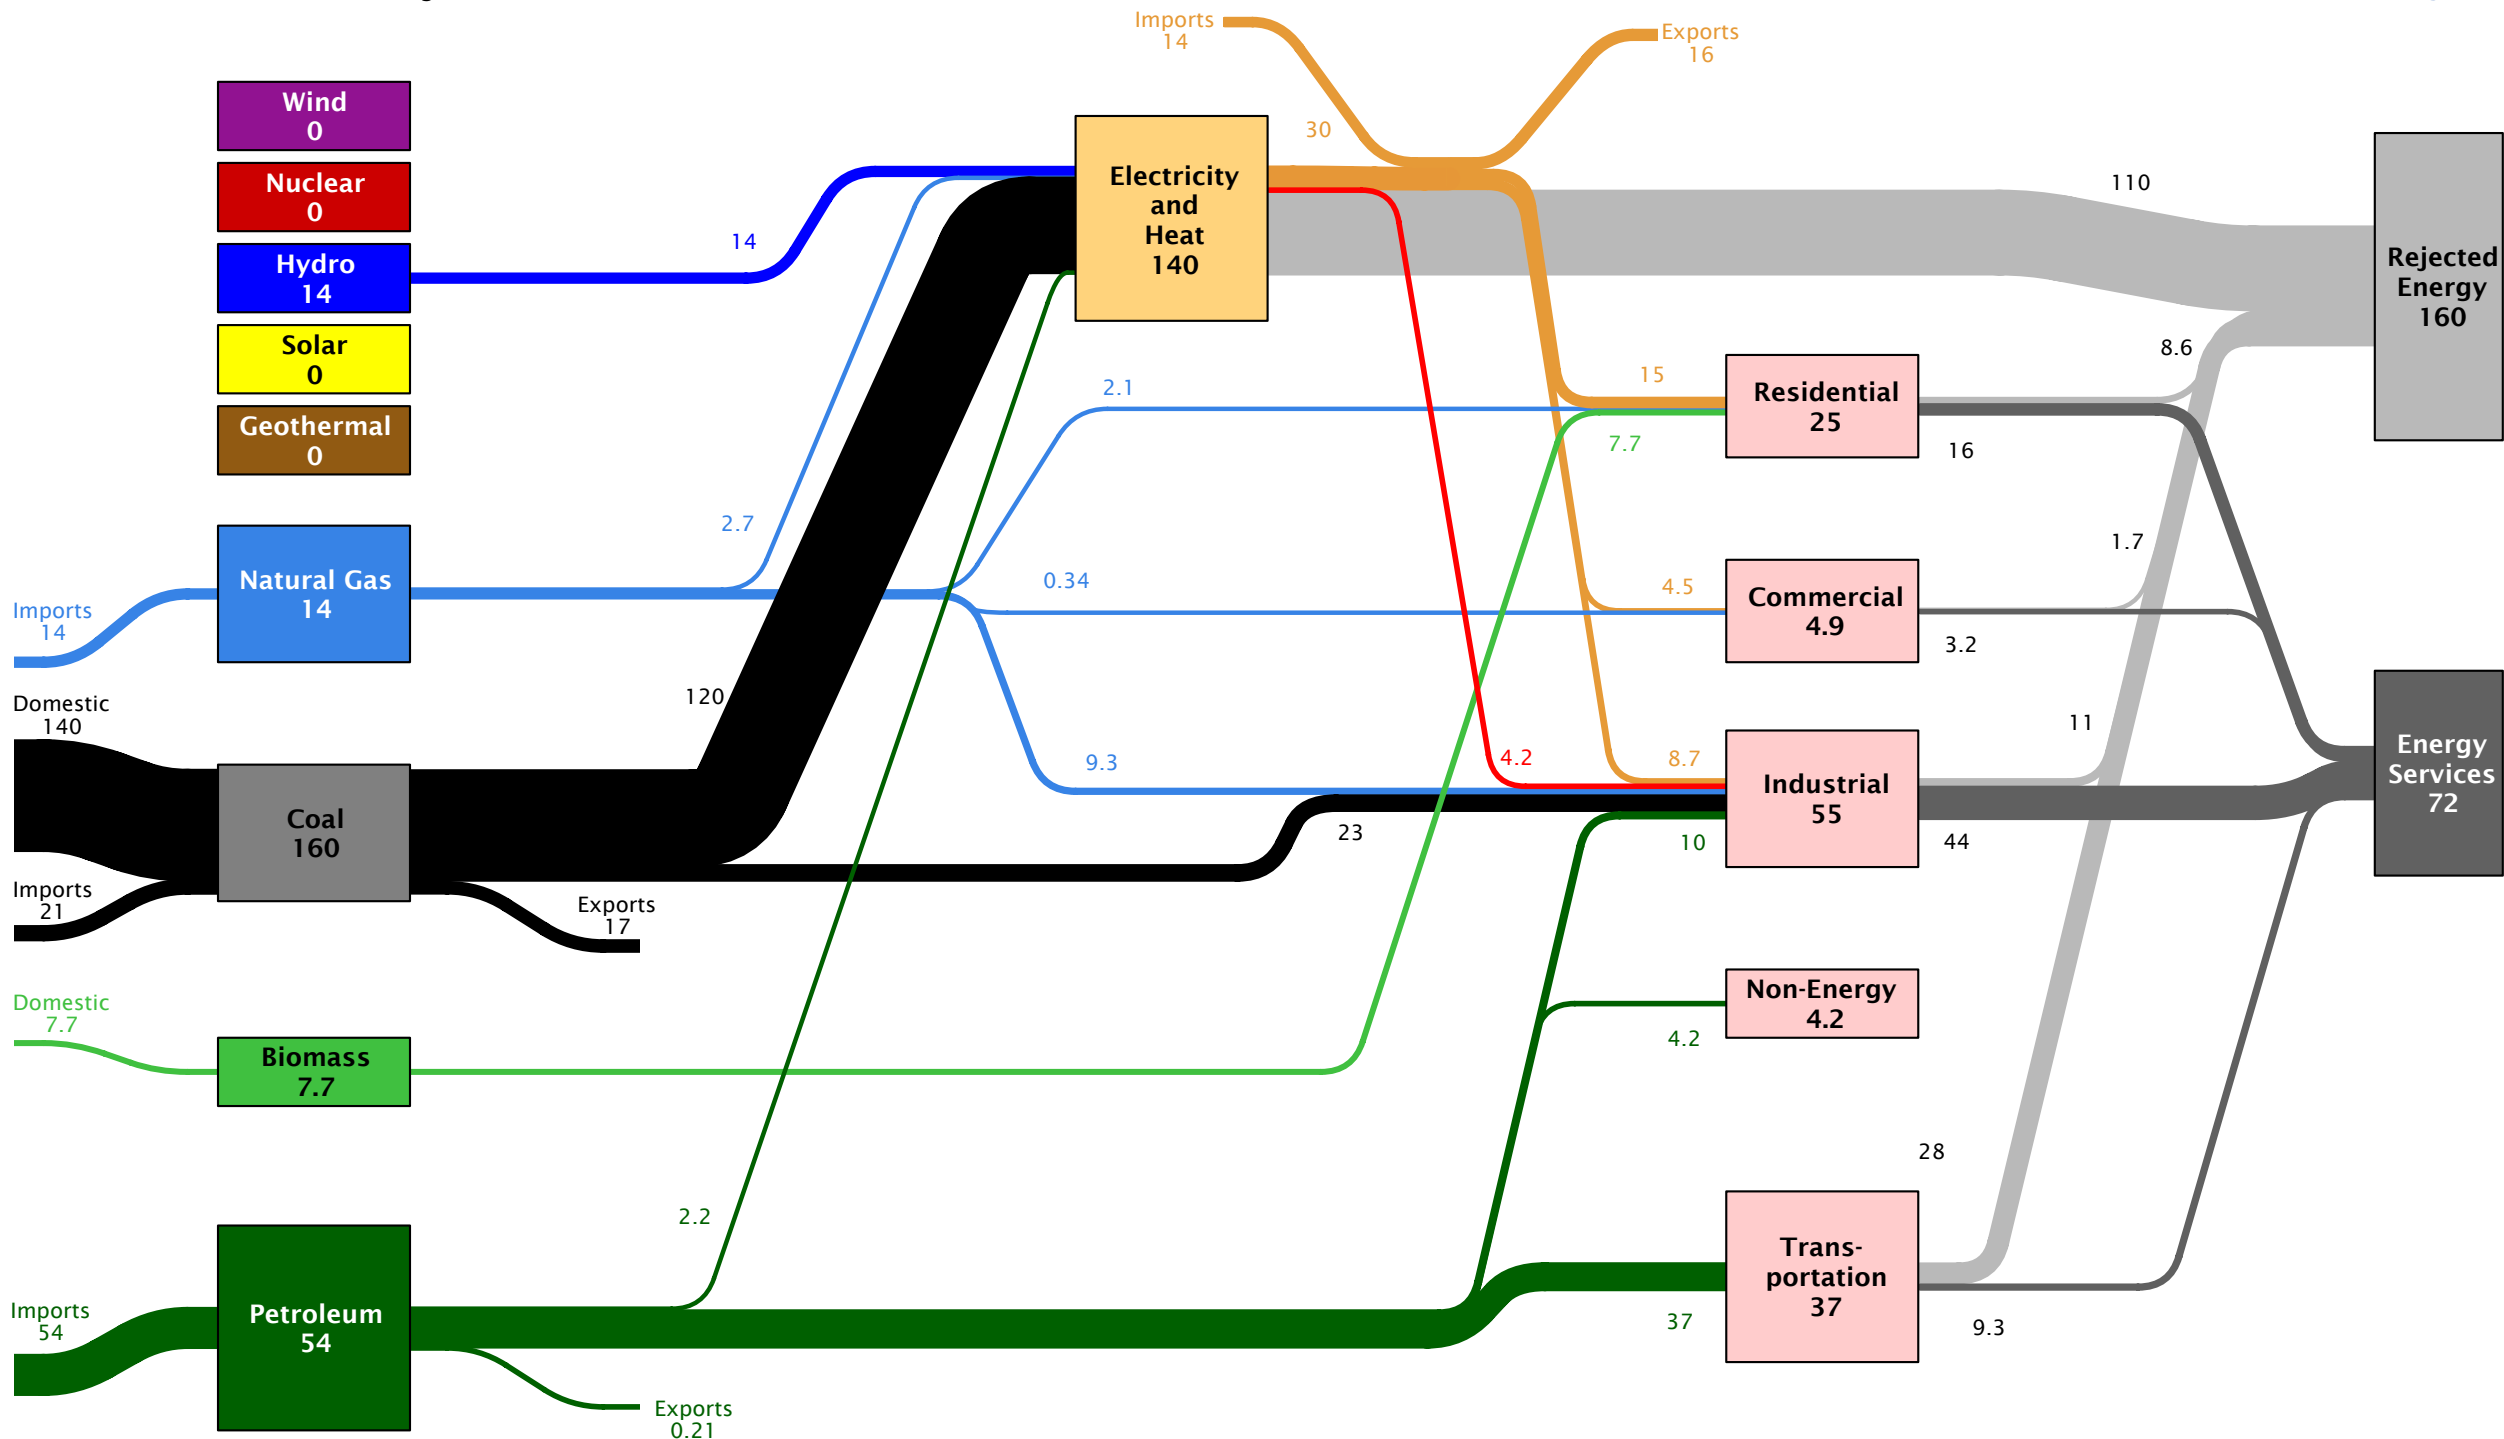 Imports
14
Exports
16
Wind
0
Nuclear
0
Hydro
14
Solar
0
Geothermal
0
14
30
Electricity
and
Heat
140
110
Rejected
Energy
160
8.6
2.1
15
7.7
Residential
25
16
2.7
Natural Gas
14
Imports
14
0.34
4.5
Commercial
4.9
1.7
3.2
Domestic
140
120
Coal
160
Imports
21
Exports
17
9.3
4.2
8.7
23
10
Industrial
55
11
44
Energy
Services
72
Domestic
7.7
Biomass
7.7
Non-Energy
4.2
4.2
28
2.2
Imports
54
Petroleum
54
Exports
0.21
37
Trans-
portation
37
9.3